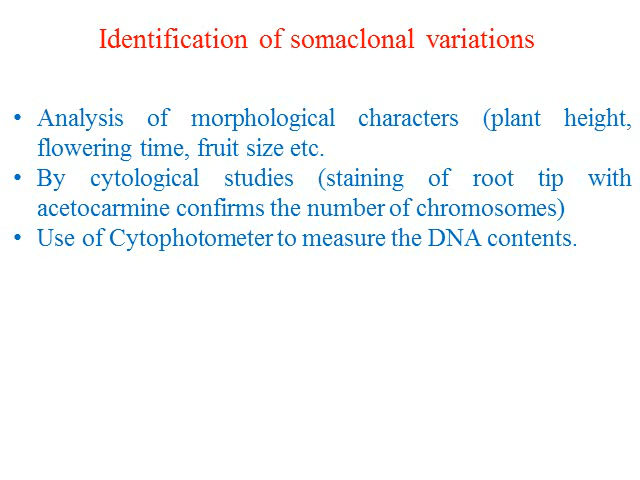 Identification of somaclonal variations
• Analysis of morphological characters (plant height,
flowering time, fruit size etc.
• By cytological studies (staining of root tip with
acetocarmine confirms the number of chromosomes)
• Use of Cytophotometer to measure the DNA contents.